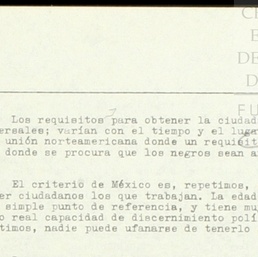 CI
E
DE
D
FU
Los requisitos para obtener la ciudad
ersales; varían con el tiempo y el lugar
unión norteamericana donde un requisit
donde se procura que los negros sean a
El criterio de México es, repetimos,
er ciudadanos los que trabajan. La edad
simple punto de referencia, y tiene mu
o real capacidad de discernimiento polí
timos, nadie puede ufanarse de tenerlo